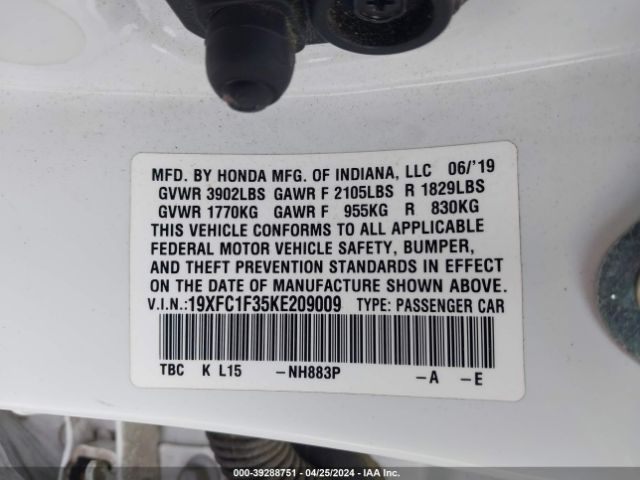 MFD. BY HONDA MFG. OF INDIANA, LLC 06/'19
GVWR 3902LBS GAWR F 2105LBS R 1829LBS
GVWR 1770KG GAWR F 955KG R 830KG
THIS VEHICLE CONFORMS TO ALL APPLICABLE
FEDERAL MOTOR VEHICLE SAFETY, BUMPER,
AND THEFT PREVENTION STANDARDS IN EFFECT
ON THE DATE OF MANUFACTURE SHOWN ABOVE.
V.I.N.:19XFC1F35KE209009 TYPE: PASSENGER CAR
TBC K L15 -NH883P -A -E
000-39288751 - 04/25/2024 - IAA Inc.